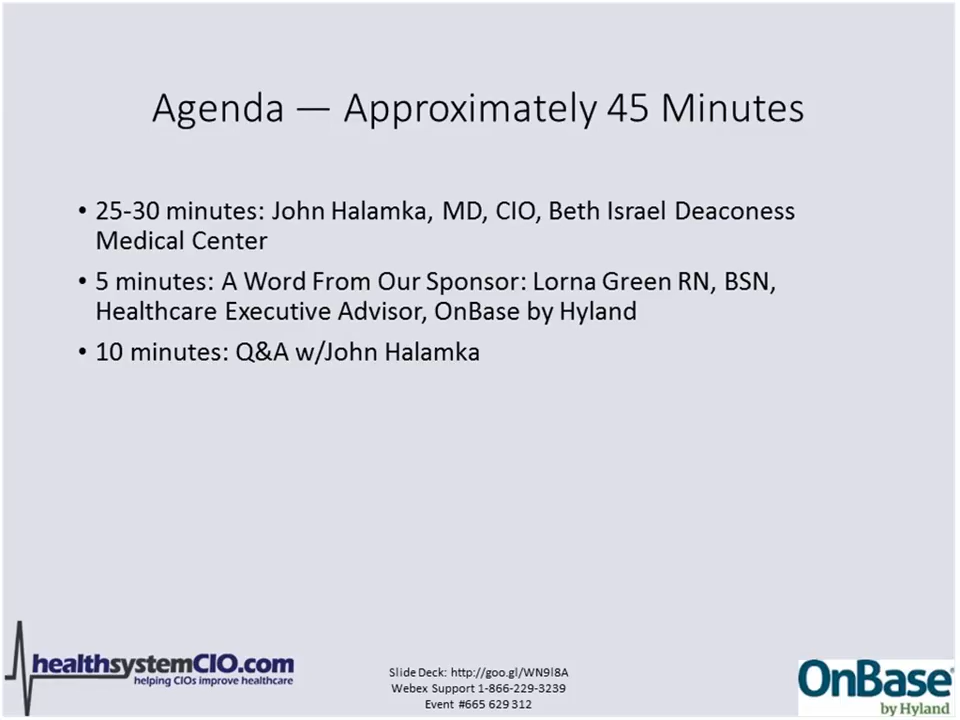 Agenda — Approximately 45 Minutes
• 25-30 minutes: John Halamka, MD, CIO, Beth Israel Deaconess
Medical Center
• 5 minutes: A Word From Our Sponsor: Lorna Green RN, BSN,
Healthcare Executive Advisor, OnBase by Hyland
• 10 minutes: Q&A w/John Halamka
healthsystemCIO.com
helping CIOs improve healthcare
Slide Deck: http://goo.gl/WN9l8A
Webex Support 1-866-229-3239
Event #665 629 312
OnBase®
by Hyland